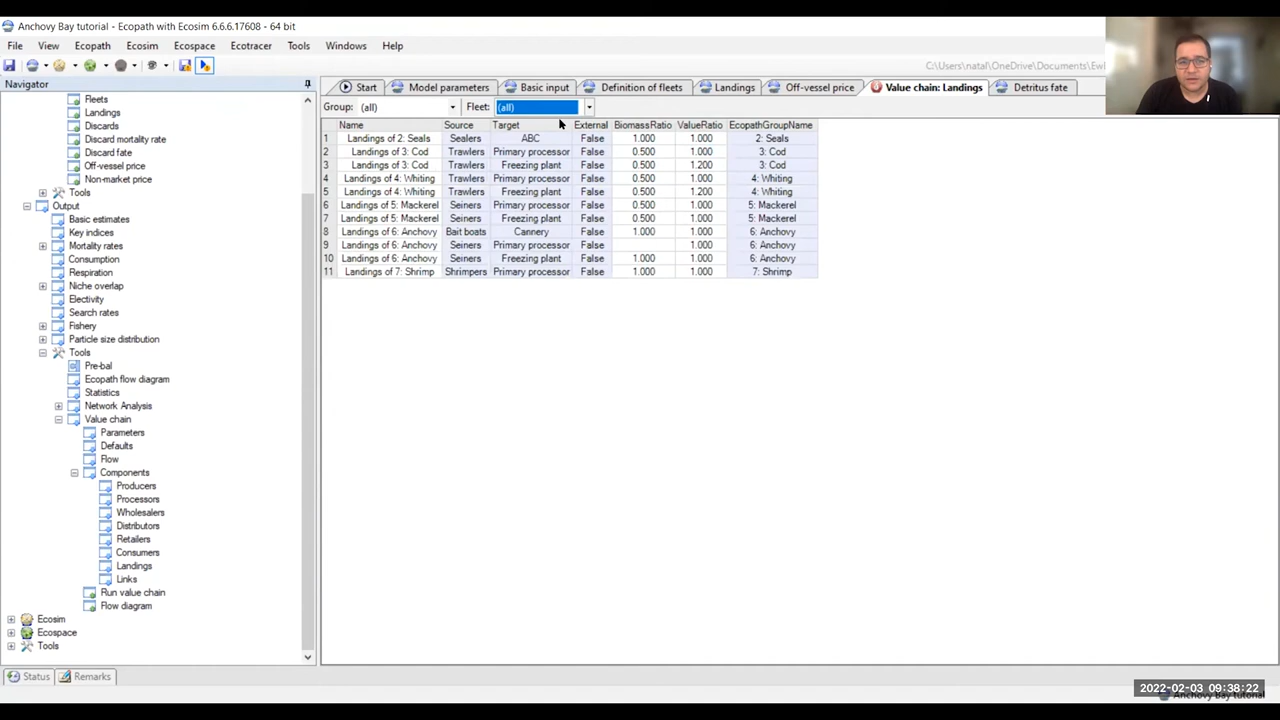 Anchovy Bay tutorial - Ecopath with Ecosim 6.6.6.17608 - 64 bit
File View Ecopath Ecosim Ecospace Ecotracer Tools Windows Help
C:\Users\natal\OneDrive\Documents\Ewl
Navigator
Start Model parameters Basic input Definition of fleets Landings Off-vessel price Value chain: Landings Detritus fate
Group: (all) Fleet: (all)
Fleets
Landings
Discards
Discard mortality rate
Discard fate
Off-vessel price
Non-market price
Tools
Output
Basic estimates
Key indices
Mortality rates
Consumption
Respiration
Niche overlap
Electivity
Search rates
Fishery
Particle size distribution
Tools
Pre-bal
Ecopath flow diagram
Statistics
Network Analysis
Value chain
Parameters
Defaults
Flow
Components
Producers
Processors
Wholesalers
Distributors
Retailers
Consumers
Landings
Links
Run value chain
Flow diagram
Ecosim
Ecospace
Tools
Name Source Target External BiomassRatio ValueRatio EcopathGroupName
1 Landings of 2: Seals Sealers ABC False 1.000 1.000 2: Seals
2 Landings of 3: Cod Trawlers Primary processor False 0.500 1.000 3: Cod
3 Landings of 3: Cod Trawlers Freezing plant False 0.500 1.200 3: Cod
4 Landings of 4: Whiting Trawlers Primary processor False 0.500 1.000 4: Whiting
5 Landings of 4: Whiting Trawlers Freezing plant False 0.500 1.200 4: Whiting
6 Landings of 5: Mackerel Seiners Primary processor False 0.500 1.000 5: Mackerel
7 Landings of 5: Mackerel Seiners Freezing plant False 0.500 1.000 5: Mackerel
8 Landings of 6: Anchovy Bait boats Cannery False 1.000 1.000 6: Anchovy
9 Landings of 6: Anchovy Seiners Primary processor False 1.000 6: Anchovy
10 Landings of 6: Anchovy Seiners Freezing plant False 1.000 1.000 6: Anchovy
11 Landings of 7: Shrimp Shrimpers Primary processor False 1.000 1.000 7: Shrimp
Status Remarks
2022-02-03 09:38:22
Anchovy Bay tutorial